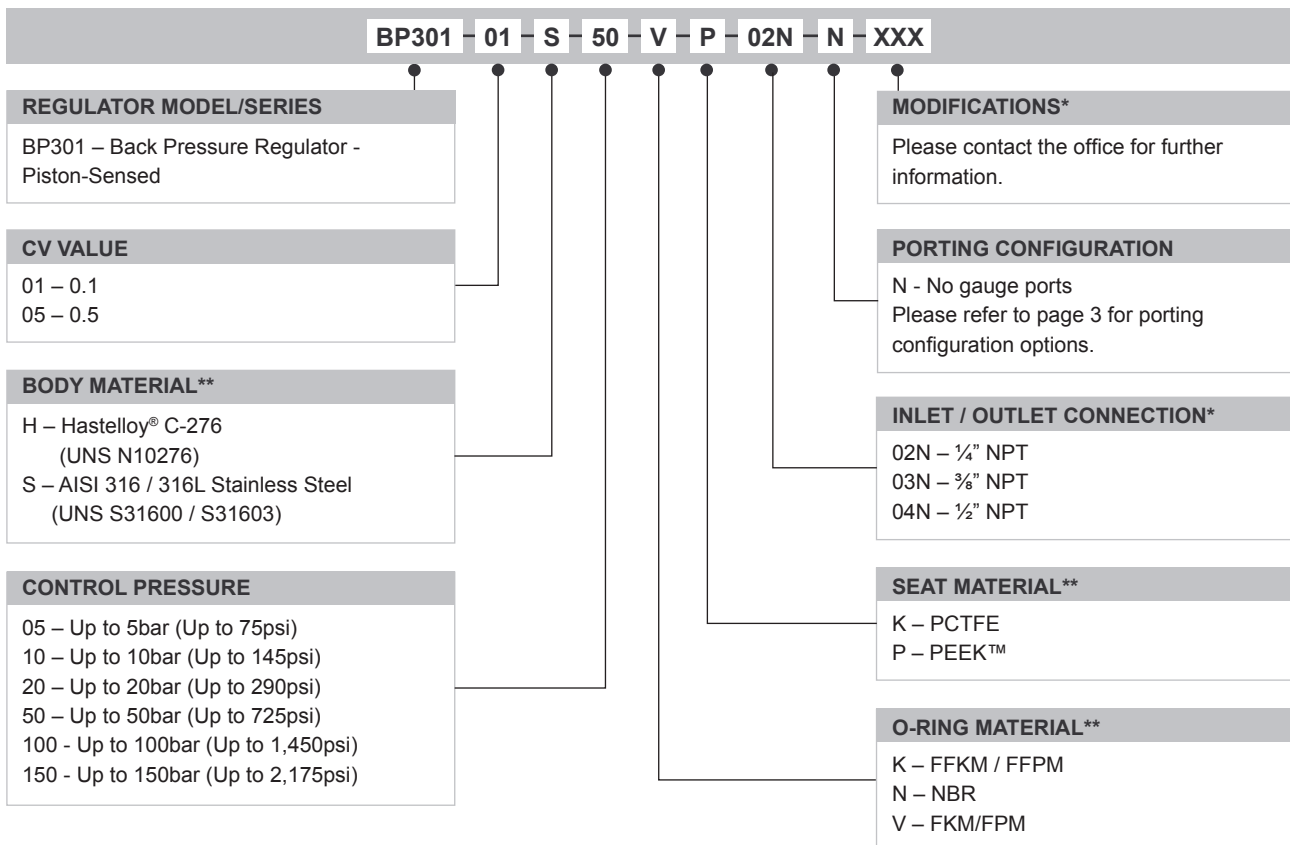 BP301 – 01 – S – 50 – V – P – 02N – N – XXX
REGULATOR MODEL/SERIES
BP301 – Back Pressure Regulator -
Piston-Sensed
CV VALUE
01 – 0.1
05 – 0.5
BODY MATERIAL**
H – Hastelloy® C-276
(UNS N10276)
S – AISI 316 / 316L Stainless Steel
(UNS S31600 / S31603)
CONTROL PRESSURE
05 – Up to 5bar (Up to 75psi)
10 – Up to 10bar (Up to 145psi)
20 – Up to 20bar (Up to 290psi)
50 – Up to 50bar (Up to 725psi)
100 - Up to 100bar (Up to 1,450psi)
150 - Up to 150bar (Up to 2,175psi)
MODIFICATIONS*
Please contact the office for further
information.
PORTING CONFIGURATION
N - No gauge ports
Please refer to page 3 for porting
configuration options.
INLET / OUTLET CONNECTION*
02N – ¼” NPT
03N – ⅜” NPT
04N – ½” NPT
SEAT MATERIAL**
K – PCTFE
P – PEEK™
O-RING MATERIAL**
K – FFKM / FFPM
N – NBR
V – FKM/FPM